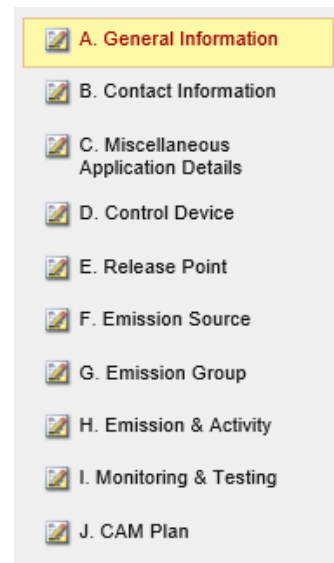 A. General Information
B. Contact Information
C. Miscellaneous
Application Details
D. Control Device
E. Release Point
F. Emission Source
G. Emission Group
H. Emission & Activity
I. Monitoring & Testing
J. CAM Plan